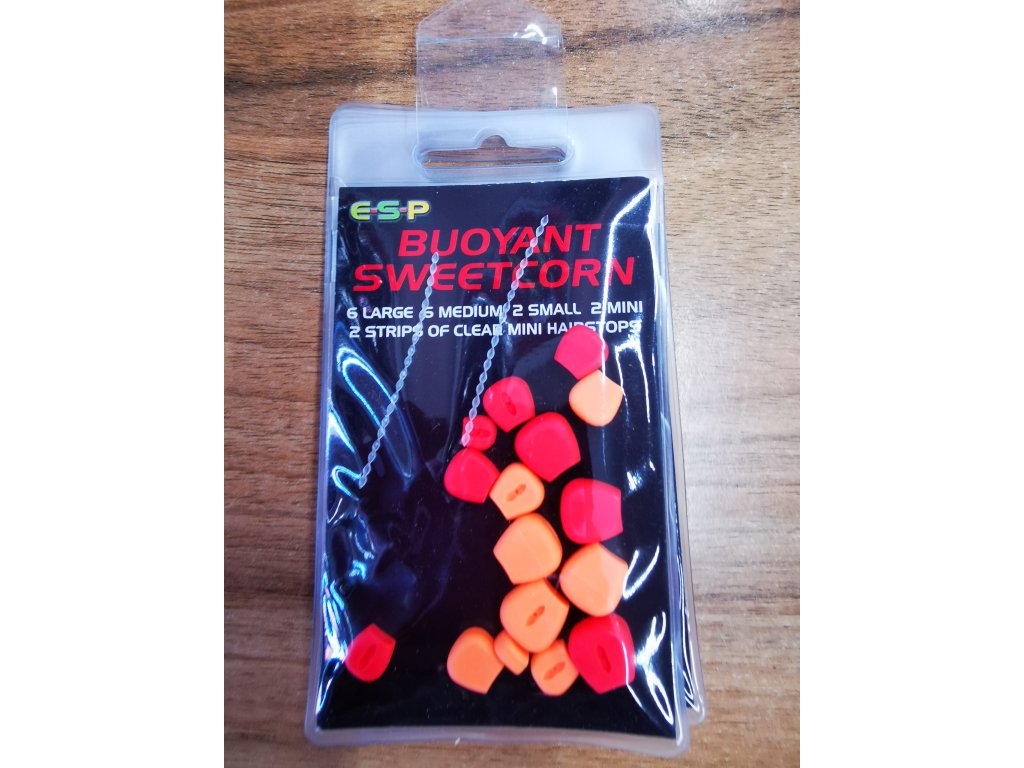 E-S-P
BUOYANT
SWEETCORN
6 LARGE 6 MEDIUM 2 SMALL 2 MINI
2 STRIPS OF CLEAR MINI HAIRSTOPS